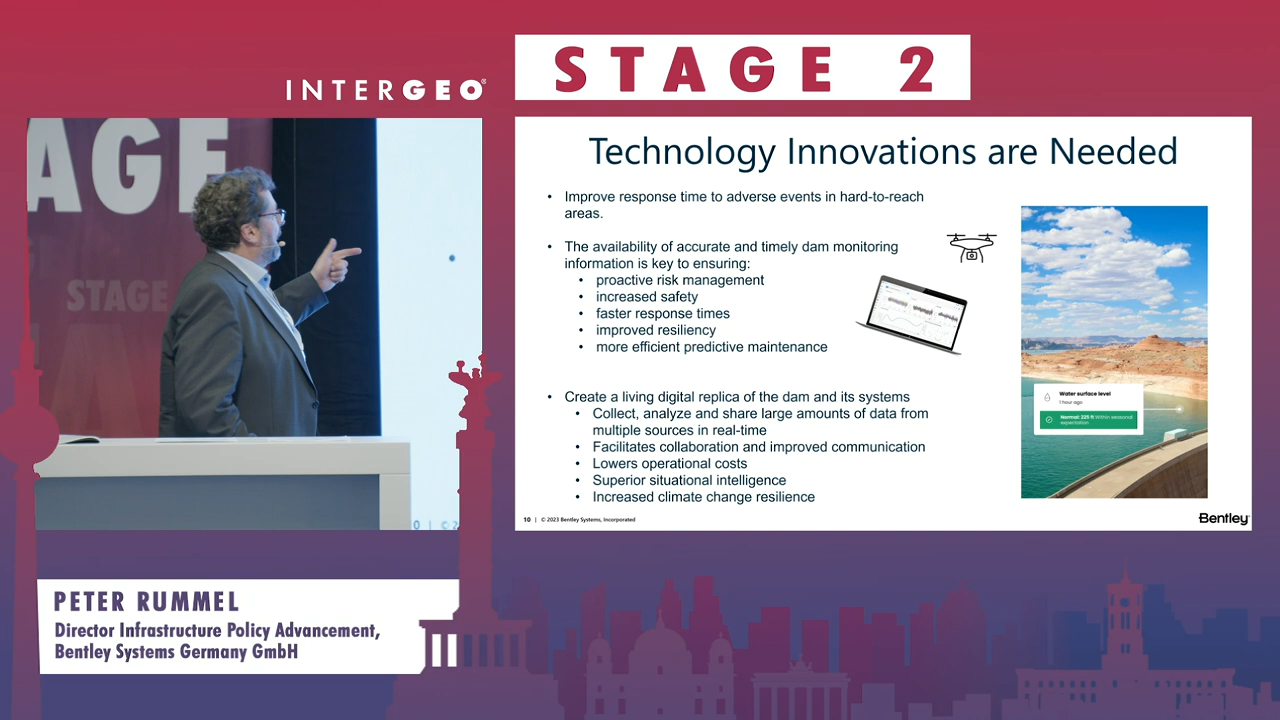 INTERGEO®
STAGE 2
AGE
STAGE
Technology Innovations are Needed
• Improve response time to adverse events in hard-to-reach
areas.
• The availability of accurate and timely dam monitoring
information is key to ensuring:
• proactive risk management
• increased safety
• faster response times
• improved resiliency
• more efficient predictive maintenance
• Create a living digital replica of the dam and its systems
• Collect, analyze and share large amounts of data from
multiple sources in real-time
• Facilitates collaboration and improved communication
• Lowers operational costs
• Superior situational intelligence
• Increased climate change resilience
Water surface level
1 hour ago
Normal: 225 ft Within seasonal
expectation
10 | © 2023 Bentley Systems, Incorporated
Bentley
0 | © 2
PETER RUMMEL
Director Infrastructure Policy Advancement,
Bentley Systems Germany GmbH